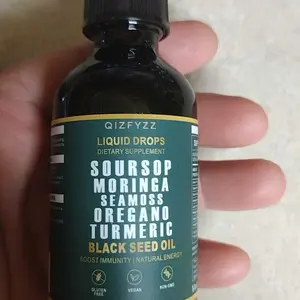 QIZFYZZ
LIQUID DROPS
DIETARY SUPPLEMENT
SOURSOP
MORINGA
SEAMOSS
OREGANO
TURMERIC
BLACK SEED OIL
BOOST IMMUNITY | NATURAL ENERGY
GLUTEN FREE
VEGAN
NON-GMO